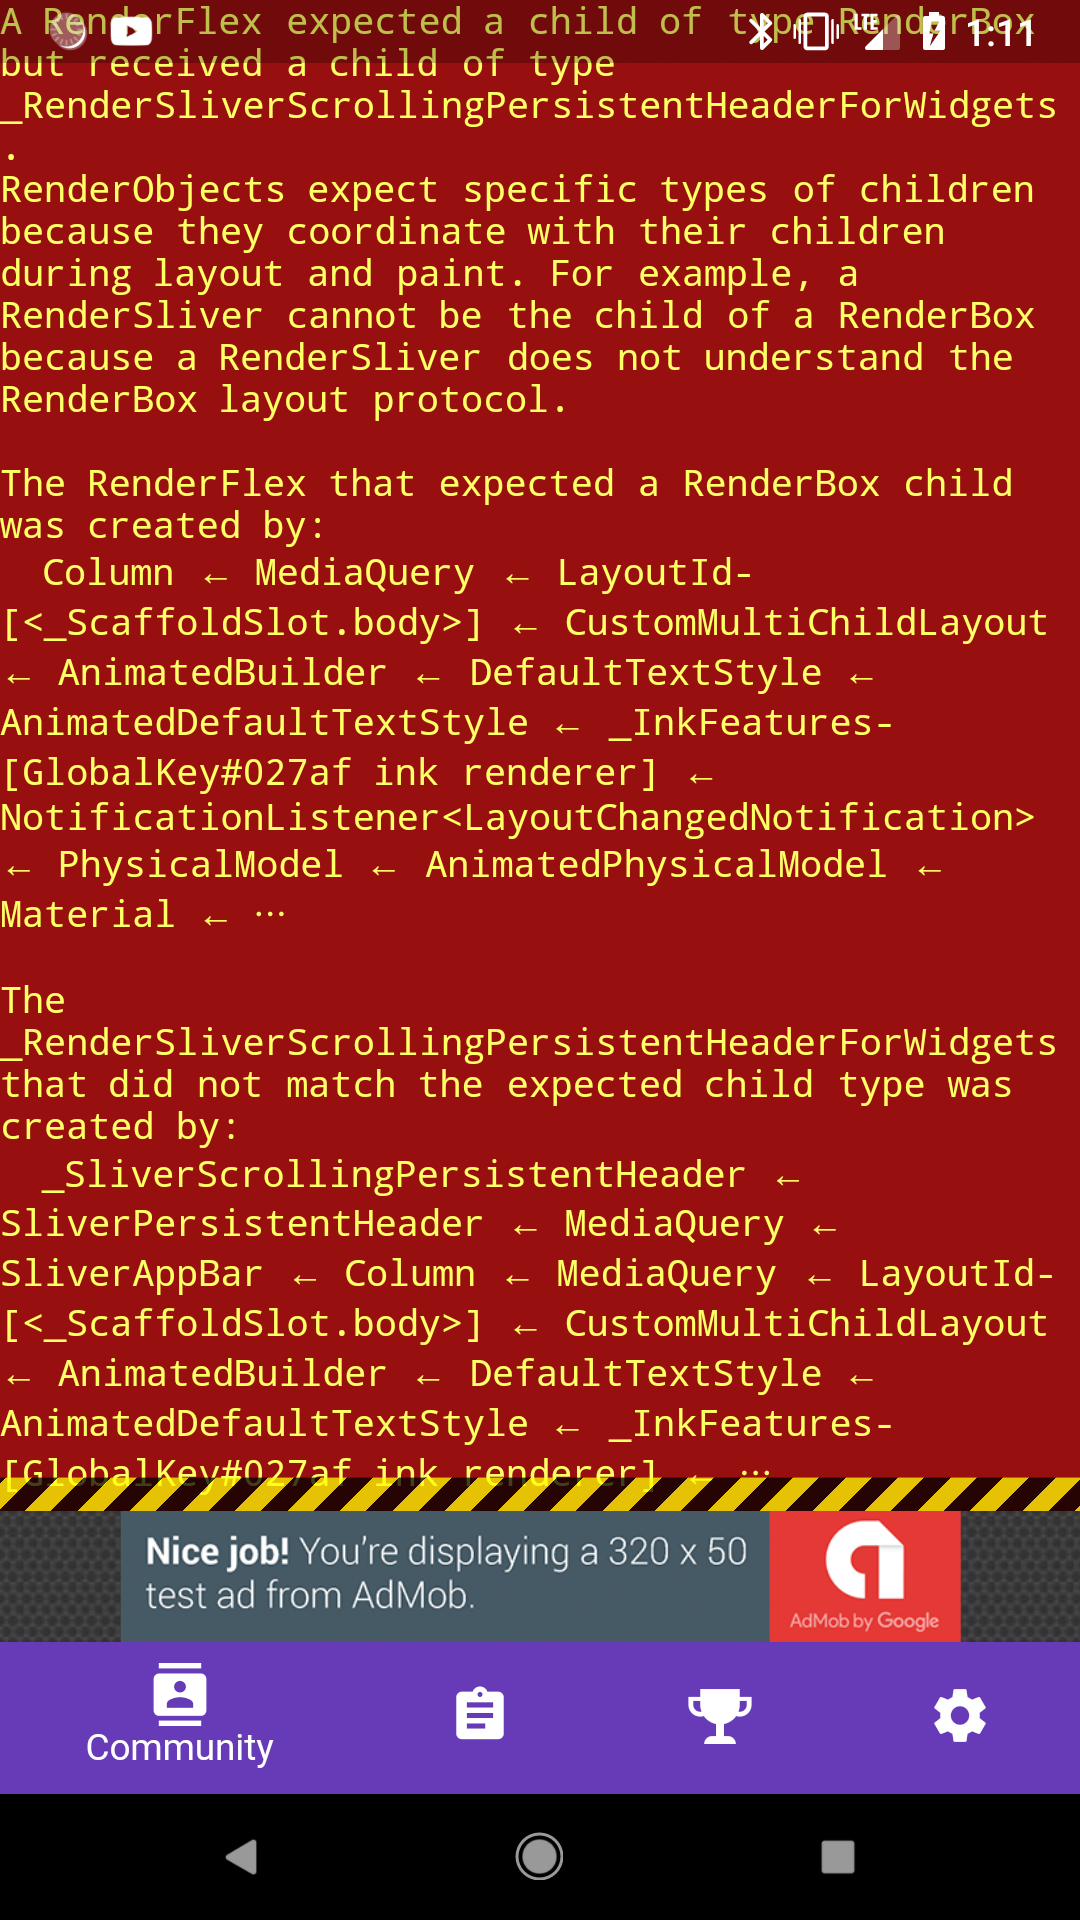 A RenderFlex expected a child of type RenderBox
LTE
1:11
but received a child of type
_RenderSliverScrollingPersistentHeaderForWidgets
.
RenderObjects expect specific types of children
because they coordinate with their children
during layout and paint. For example, a
RenderSliver cannot be the child of a RenderBox
because a RenderSliver does not understand the
RenderBox layout protocol.
The RenderFlex that expected a RenderBox child
was created by:
Column ← MediaQuery ← LayoutId-
[<_ScaffoldSlot.body>] ← CustomMultiChildLayout
← AnimatedBuilder ← DefaultTextStyle ←
AnimatedDefaultTextStyle ← _InkFeatures-
[GlobalKey#027af ink renderer] ←
NotificationListener<LayoutChangedNotification>
← PhysicalModel ← AnimatedPhysicalModel ←
Material ← ⋯
The
_RenderSliverScrollingPersistentHeaderForWidgets
that did not match the expected child type was
created by:
_SliverScrollingPersistentHeader ←
SliverPersistentHeader ← MediaQuery ←
SliverAppBar ← Column ← MediaQuery ← LayoutId-
[<_ScaffoldSlot.body>] ← CustomMultiChildLayout
← AnimatedBuilder ← DefaultTextStyle ←
AnimatedDefaultTextStyle ← _InkFeatures-
[GlobalKey#027af ink renderer] ← ⋯
Nice job! You're displaying a 320 x 50
test ad from AdMob.
AdMob by Google
Community